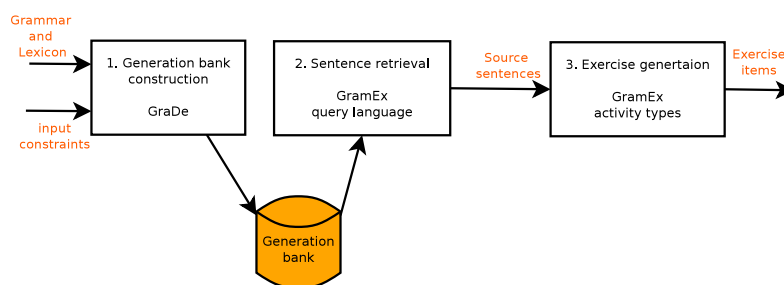 Grammar
and
Lexicon
input
constraints
1. Generation bank
construction
GraDe
Generation
bank
2. Sentence retrieval
GramEx
query language
Source
sentences
3. Exercise genertaion
GramEx
activity types
Exercise
items